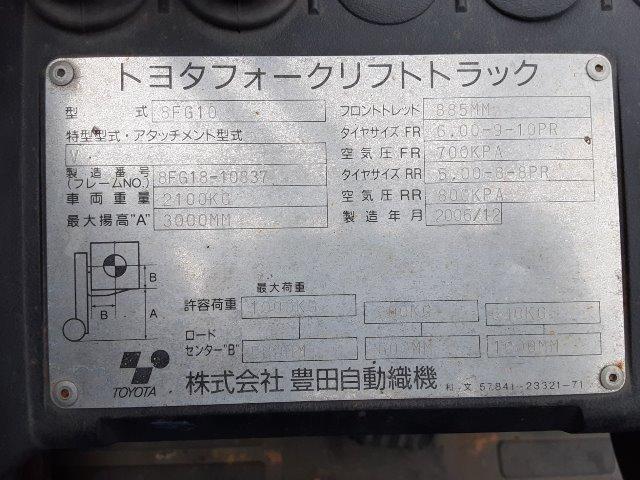 トヨタフォークリフトトラック
型 式 8FG10
フロントトレッド 885MM
特型型式・アタッチメント型式
V
タイヤサイズ FR 6.00-9-10PR
空気圧 FR 700KPA
製造番号
(フレームNO.) 8FG18-10837
タイヤサイズ RR 5.00-8-8PR
車両重量 2100KG
空気圧 RR 800KPA
最大揚高"A" 3000MM
製造年月 2006/12
B
B
A
最大荷重
許容荷重 1000KG
ロード
センター"B" 1000MM
TOYOTA
株式会社 豊田自動織機
57841-23321-71